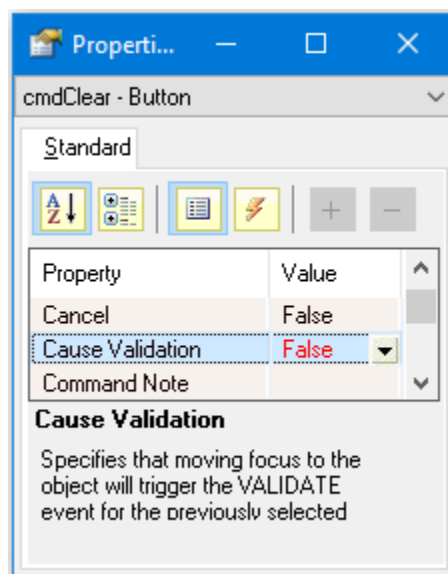 Properti...
cmdClear - Button
Standard
Property Value
Cancel False
Cause Validation False
Command Note
Cause Validation
Specifies that moving focus to the
object will trigger the VALIDATE
event for the previously selected